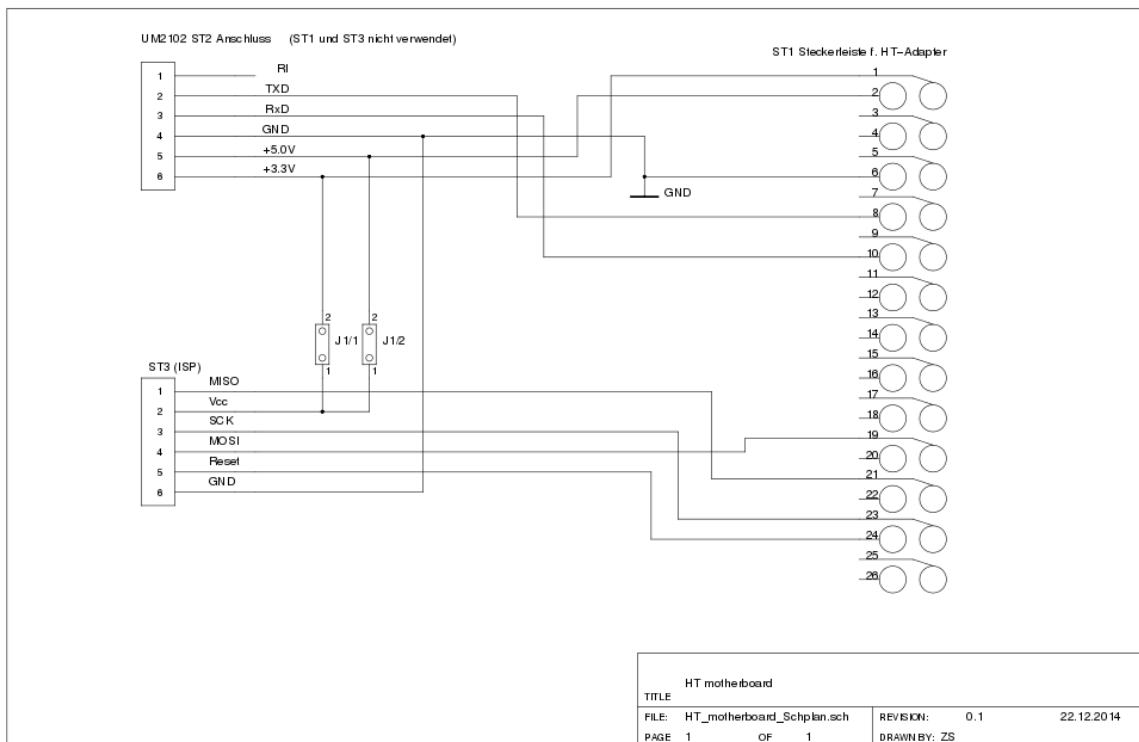 UM2102 ST2 Anschluss (ST1 und ST3 nicht verwendet)
ST1 Steckerleiste f. HT-Adapter
1 RI
2 TXD
3 RxD
4 GND
5 +5.0V
6 +3.3V
GND
1
2
3
4
5
6
7
8
9
10
11
12
13
14
15
16
17
18
19
20
21
22
23
24
25
26
2 2
J1/1 J1/2
1 1
ST3 (ISP)
1 MISO
2 Vcc
3 SCK
4 MOSI
5 Reset
6 GND
TITLE HT motherboard
FILE: HT_motherboard_Schplan.sch REVISION: 0.1 22.12.2014
PAGE 1 OF 1 DRAWN BY: ZS